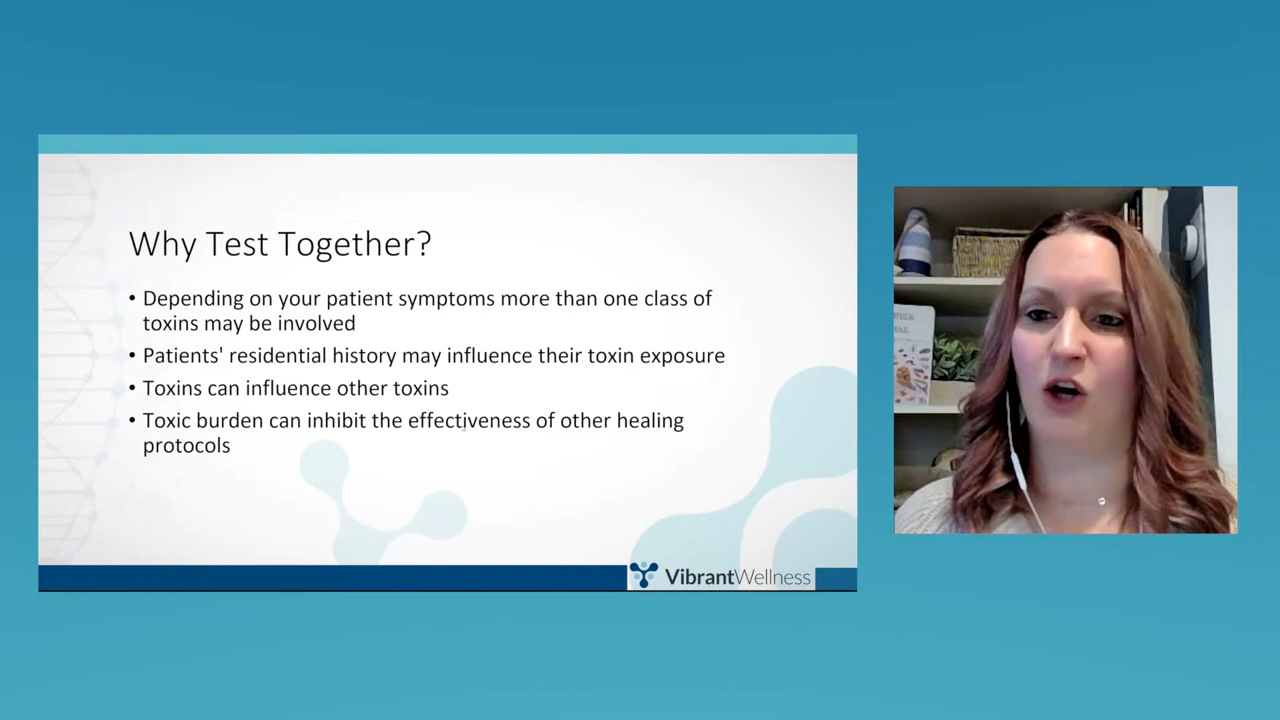 Why Test Together?
• Depending on your patient symptoms more than one class of
toxins may be involved
• Patients' residential history may influence their toxin exposure
• Toxins can influence other toxins
• Toxic burden can inhibit the effectiveness of other healing
protocols
VibrantWellness